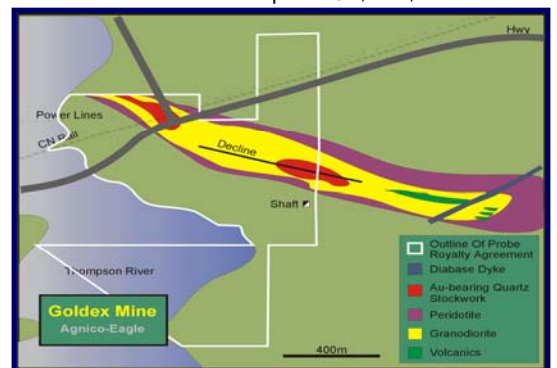 Hwy
Power Lines
CN Rail
Decline
Shaft
Thompson River
Goldex Mine
Agnico-Eagle
400m
Outline Of Probe
Royalty Agreement
Diabase Dyke
Au-bearing Quartz
Stockwork
Peridotite
Granodiorite
Volcanics